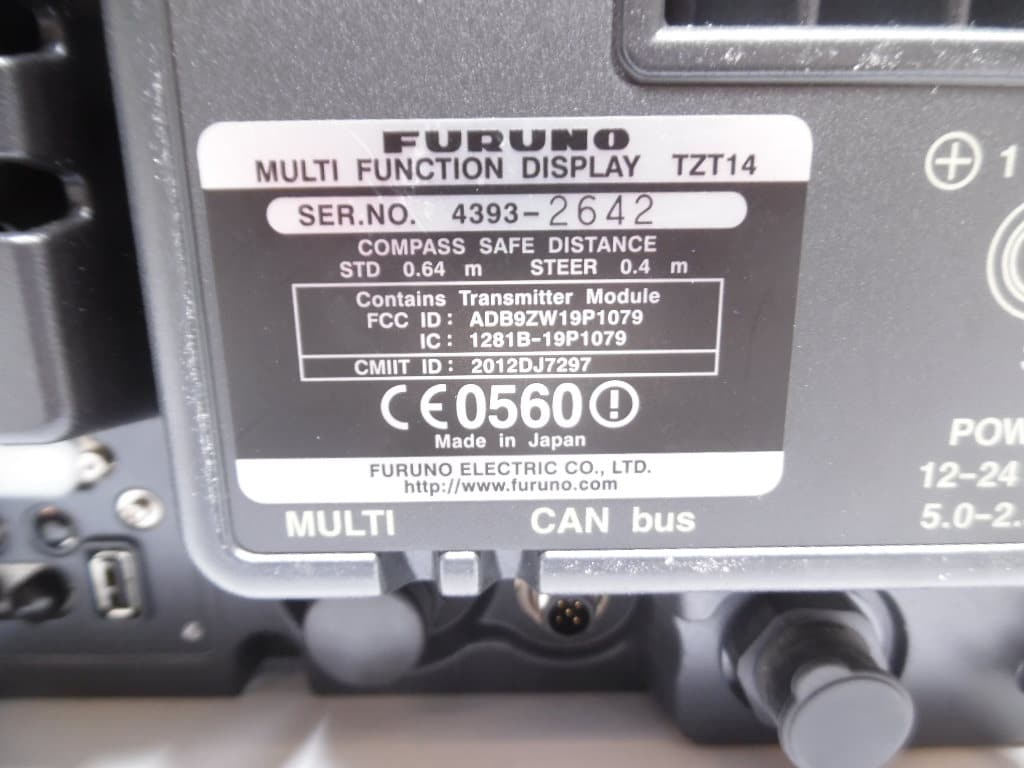 FURUNO
MULTI FUNCTION DISPLAY TZT14
SER.NO. 4393-2642
COMPASS SAFE DISTANCE
STD 0.64 m STEER 0.4 m
Contains Transmitter Module
FCC ID: ADB9ZW19P1079
IC: 1281B-19P1079
CMIIT ID: 2012DJ7297
CE0560
Made in Japan
FURUNO ELECTRIC CO., LTD.
http://www.furuno.com
MULTI CAN bus
12-24